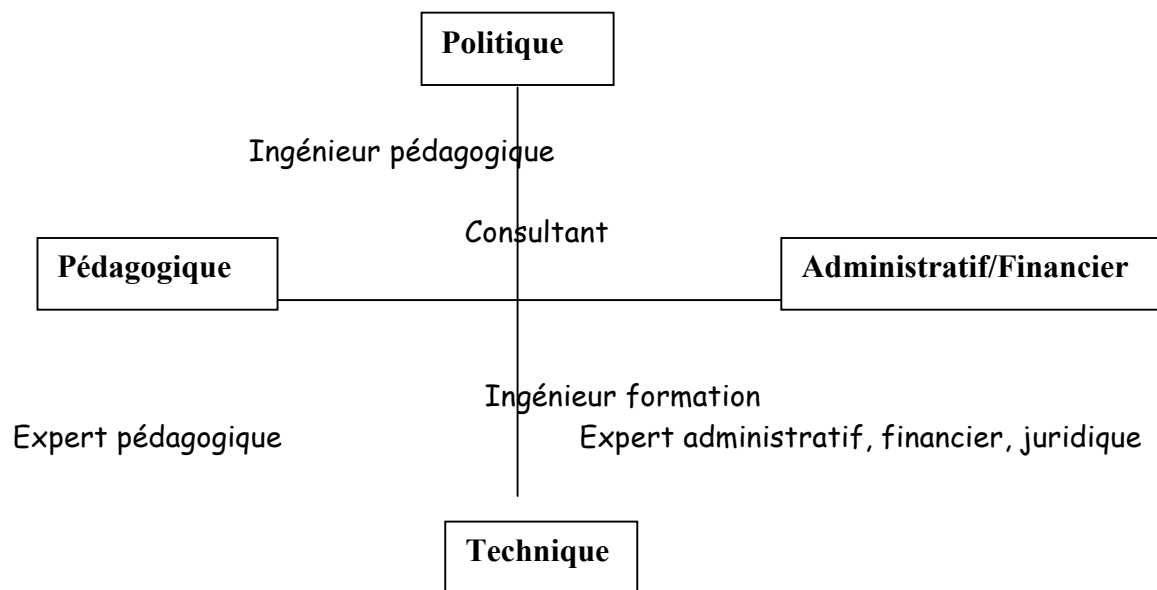 Politique
Ingénieur pédagogique
Consultant
Pédagogique
Administratif/Financier
Ingénieur formation
Expert pédagogique
Expert administratif, financier, juridique
Technique